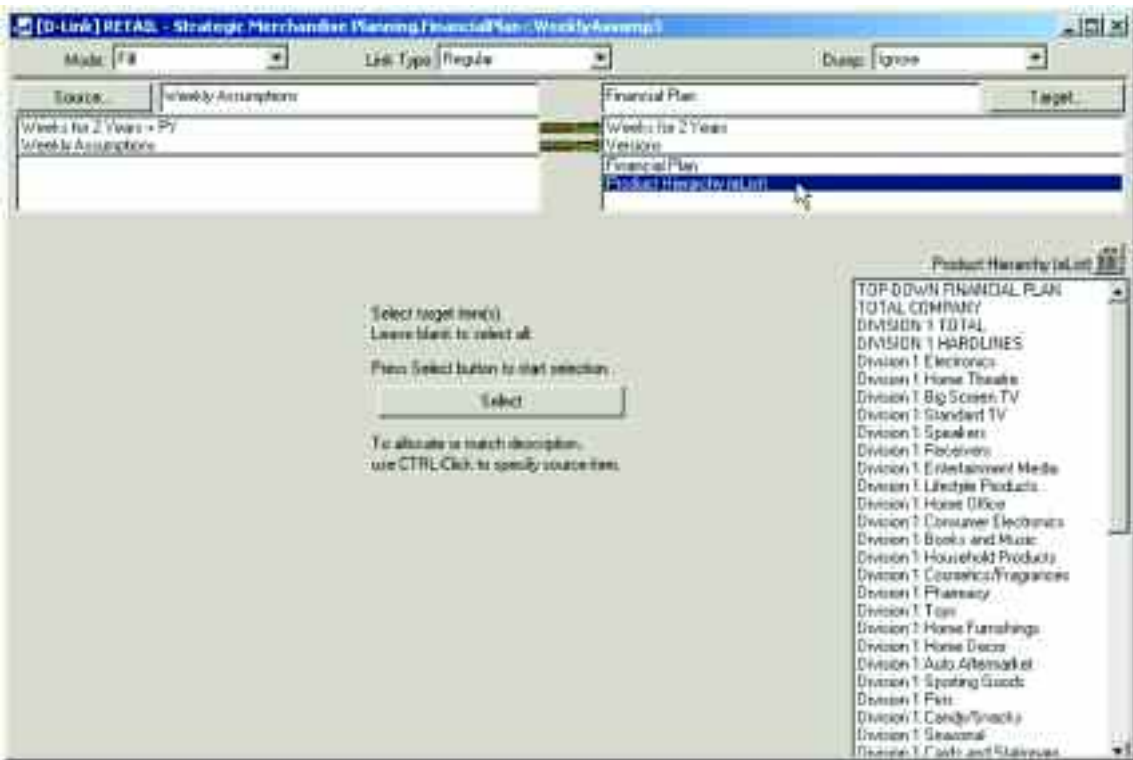 [D-Link] RETAIL - Strategic Merchandise Planning.FinancialPlan
Mode: Fill
Link Type: Regular
Dump: Ignore
Source...
Weekly Assumptions
Financial Plan
Target...
Weeks for 2 Years + PY
Weekly Assumptions
Weeks for 2 Years
Versions
Financial Plan
Product Hierarchy (eList)
Product Hierarchy (eList)
Select target item(s).
Leave blank to select all.
Press Select button to start selection.
Select
To allocate or match description,
use CTRL-Click to specify source item.
TOP DOWN FINANCIAL PLAN
TOTAL COMPANY
DIVISION 1 TOTAL
DIVISION 1 HARDLINES
Division 1 Electronics
Division 1 Home Theatre
Division 1 Big Screen TV
Division 1 Standard TV
Division 1 Speakers
Division 1 Receivers
Division 1 Entertainment Media
Division 1 Lifestyle Products
Division 1 Home Office
Division 1 Consumer Electronics
Division 1 Books and Music
Division 1 Household Products
Division 1 Cosmetics/Fragrances
Division 1 Pharmacy
Division 1 Toys
Division 1 Home Furnishings
Division 1 Home Decor
Division 1 Auto Aftermarket
Division 1 Sporting Goods
Division 1 Pets
Division 1 Candy/Snacks
Division 1 Seasonal
Division 1 Cards and Stationery